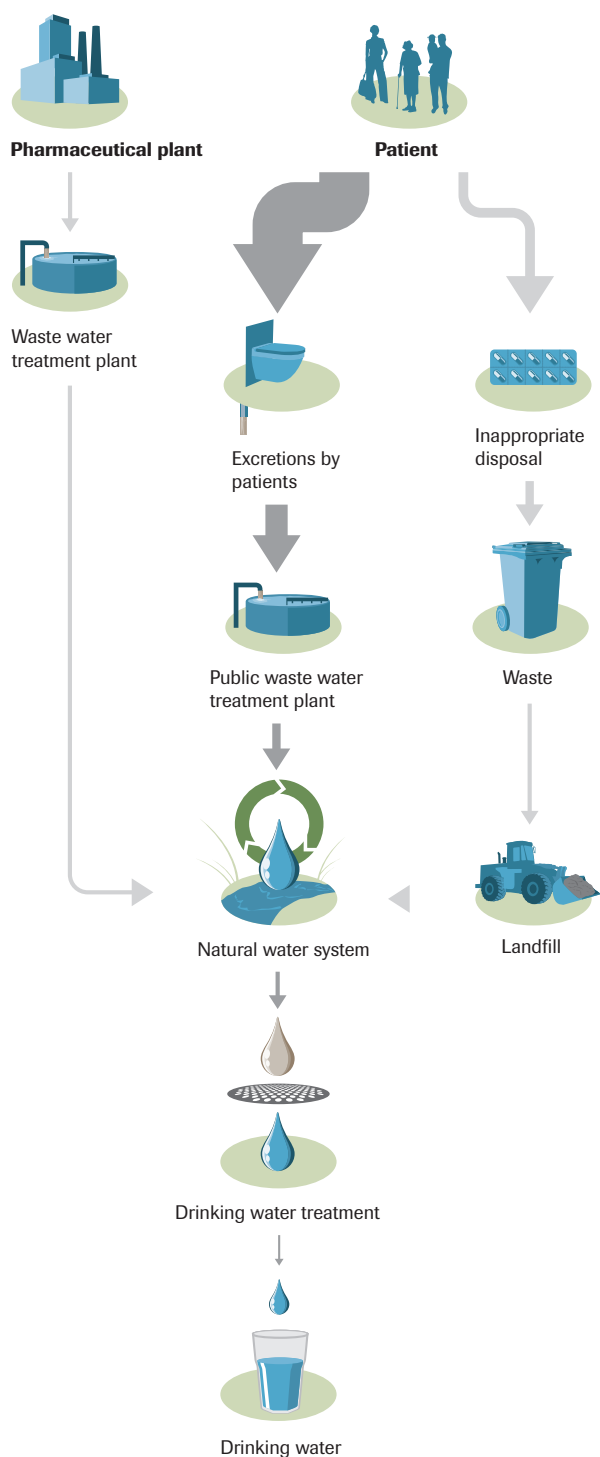 Pharmaceutical plant
Patient
Waste water
treatment plant
Excretions by
patients
Inappropriate
disposal
Public waste water
treatment plant
Waste
Natural water system
Landfill
Drinking water treatment
Drinking water